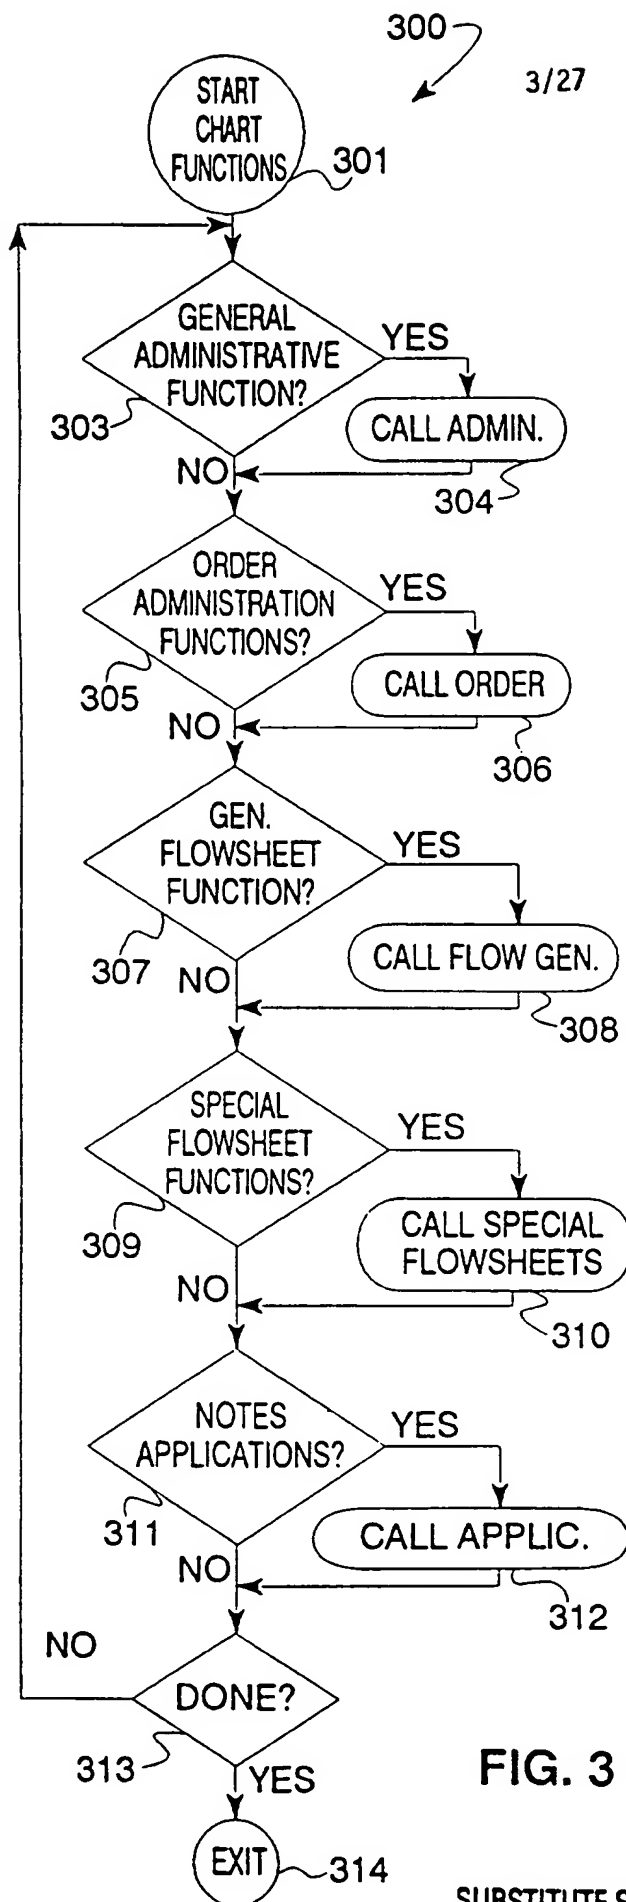 300
3/27
START
CHART
FUNCTIONS
301
GENERAL
ADMINISTRATIVE
FUNCTION?
YES
303
CALL ADMIN.
NO
304
ORDER
ADMINISTRATION
FUNCTIONS?
YES
305
CALL ORDER
NO
306
GEN.
FLOWSHEET
FUNCTION?
YES
307
CALL FLOW GEN.
NO
308
SPECIAL
FLOWSHEET
FUNCTIONS?
YES
309
CALL SPECIAL
FLOWSHEETS
NO
310
NOTES
APPLICATIONS?
YES
311
CALL APPLIC.
NO
312
NO
DONE?
313
YES
FIG. 3
EXIT
314